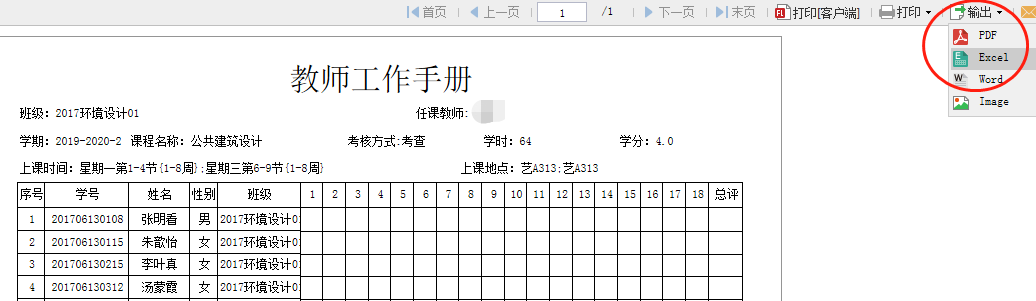 首页 上一页 1 /1 下一页 末页 打印[客户端] 打印 输出
PDF
Excel
Word
Image
教师工作手册
班级: 2017环境设计01 任课教师:
学期: 2019-2020-2 课程名称: 公共建筑设计 考核方式:考查 学时: 64 学分: 4.0
上课时间: 星期一第1-4节{1-8周};星期三第6-9节{1-8周} 上课地点: 艺A313;艺A313
序号 学号 姓名 性别 班级 1 2 3 4 5 6 7 8 9 10 11 12 13 14 15 16 17 18 总评
1 201706130108 张明香 男 2017环境设计01
2 201706130115 朱歆怡 女 2017环境设计01
3 201706130215 李叶真 女 2017环境设计01
4 201706130312 汤蒙霞 女 2017环境设计01